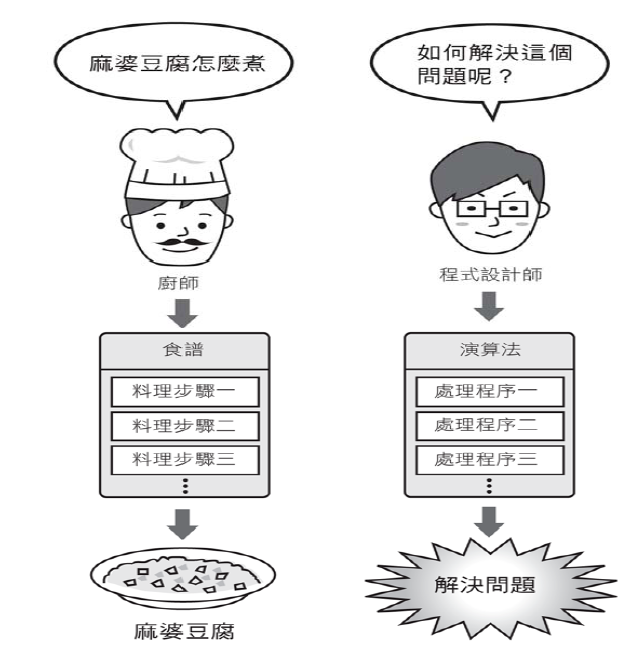 麻婆豆腐怎麼煮
廚師
食譜
料理步驟一
料理步驟二
料理步驟三
麻婆豆腐
如何解決這個
問題呢？
程式設計師
演算法
處理程序一
處理程序二
處理程序三
解決問題